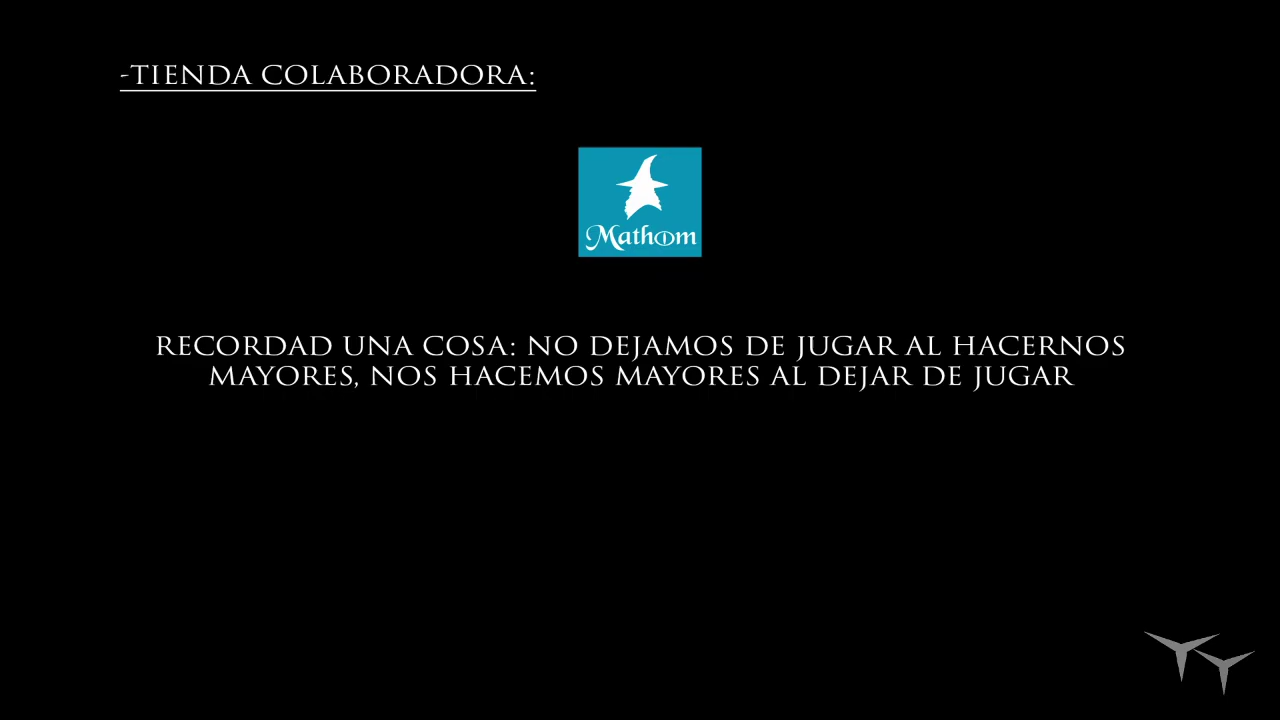 -TIENDA COLABORADORA:
Mathom
RECORDAD UNA COSA: NO DEJAMOS DE JUGAR AL HACERNOS
MAYORES, NOS HACEMOS MAYORES AL DEJAR DE JUGAR